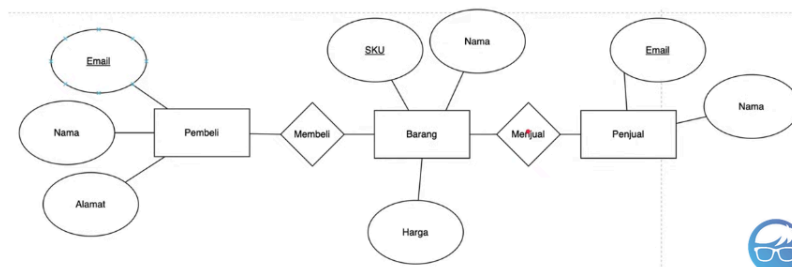 Email
Nama
Alamat
Pembeli
Membeli
SKU
Nama
Barang
Harga
Menjual
Email
Nama
Penjual